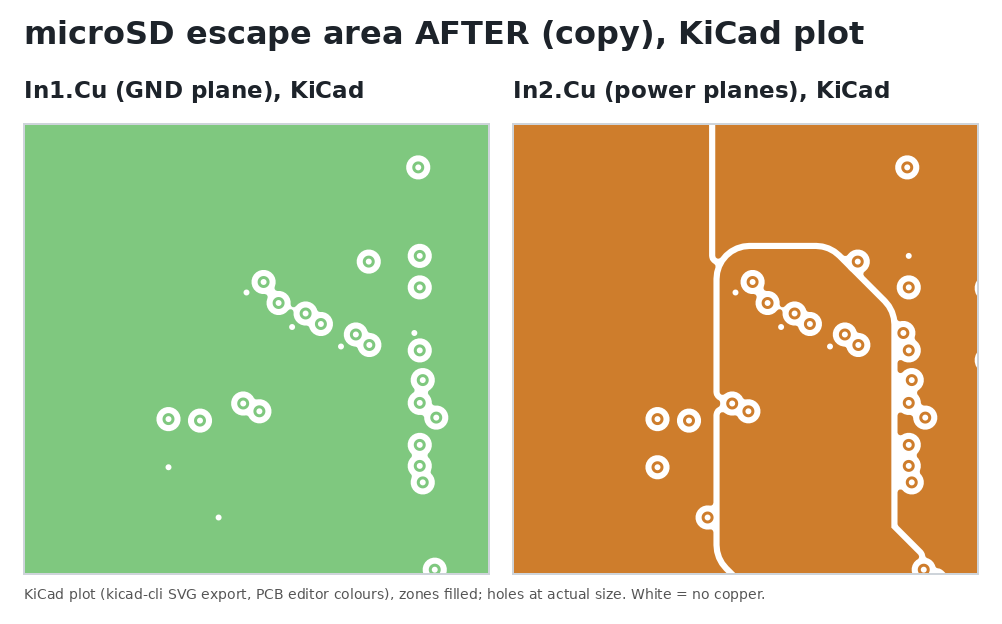 microSD escape area AFTER (copy), KiCad plot
In1.Cu (GND plane), KiCad
In2.Cu (power planes), KiCad
KiCad plot (kicad-cli SVG export, PCB editor colours), zones filled; holes at actual size. White = no copper.